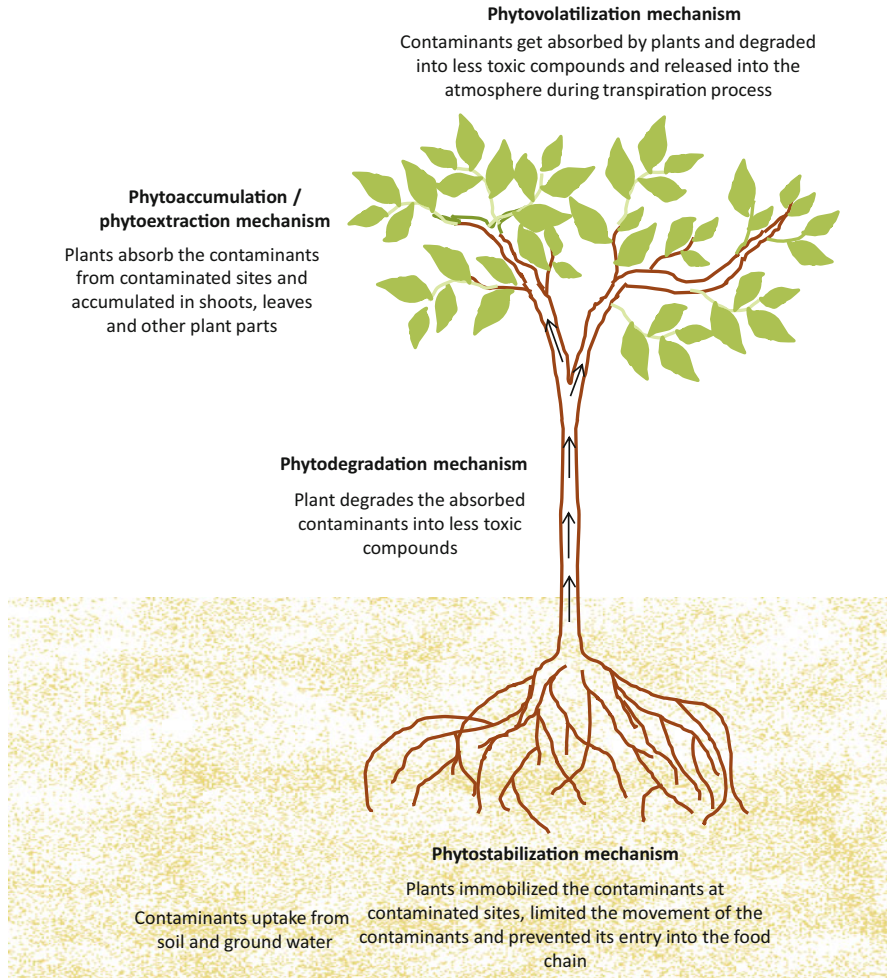 Phytovolatilization mechanism
Contaminants get absorbed by plants and degraded
into less toxic compounds and released into the
atmosphere during transpiration process
Phytoaccumulation /
phytoextraction mechanism
Plants absorb the contaminants
from contaminated sites and
accumulated in shoots, leaves
and other plant parts
Phytodegradation mechanism
Plant degrades the absorbed
contaminants into less toxic
compounds
Phytostabilization mechanism
Plants immobilized the contaminants at
contaminated sites, limited the movement of the
contaminants and prevented its entry into the food
chain
Contaminants uptake from
soil and ground water